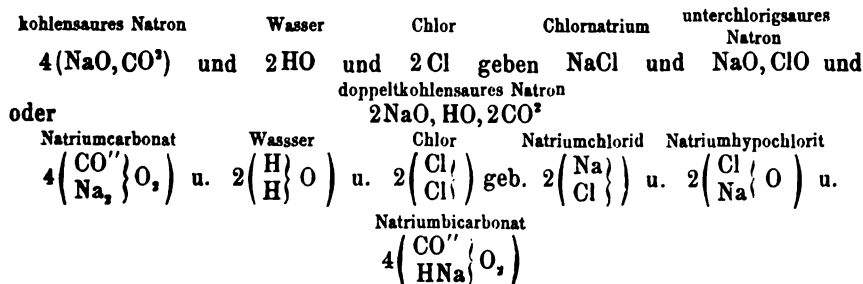 kohlensaures Natron Wasser Chlor Chlornatrium unterchlorigsaures Natron
4(NaO, CO²) und 2HO und 2Cl geben NaCl und NaO, ClO und
doppeltkohlensaures Natron
oder 2NaO, HO, 2CO²
Natriumcarbonat Wassser Chlor Natriumchlorid Natriumhypochlorit
4(CO'' Na₂}O₂) u. 2(H H}O) u. 2(Cl Cl}) geb. 2(Na Cl}) u. 2(Cl Na}O) u.
Natriumbicarbonat
4(CO'' HNa}O₂)